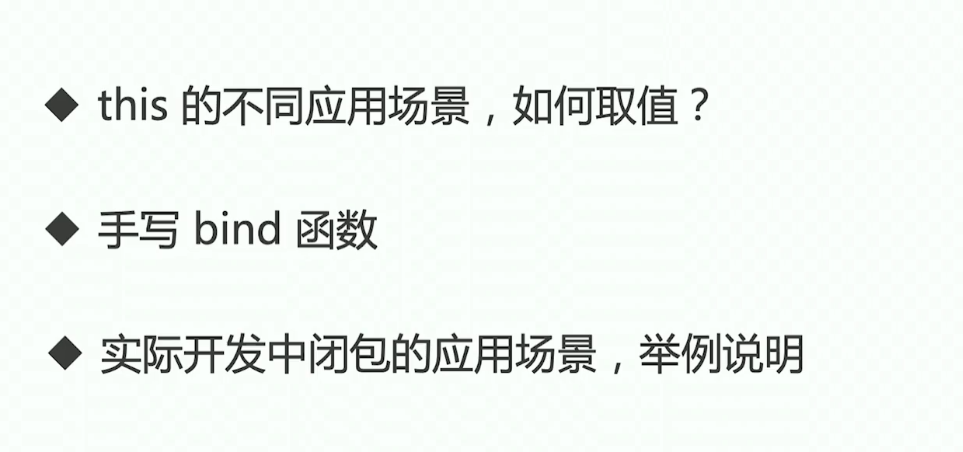 ◆ this 的不同应用场景，如何取值？
◆ 手写 bind 函数
◆ 实际开发中闭包的应用场景，举例说明